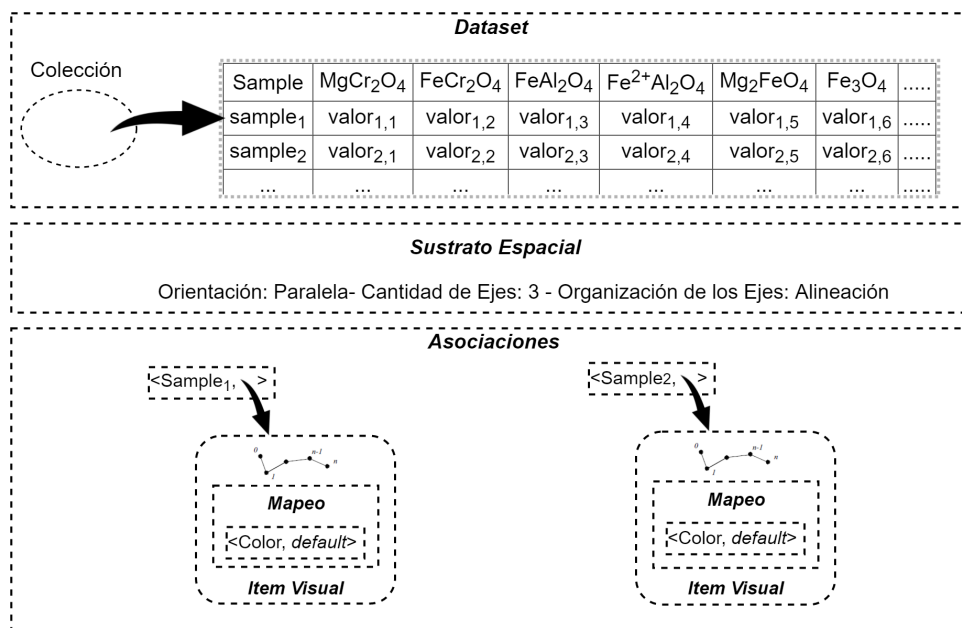 Dataset
Colección
Sample MgCr₂O₄ FeCr₂O₄ FeAl₂O₄ Fe²⁺Al₂O₄ Mg₂FeO₄ Fe₃O₄ .....
sample₁ valor₁,₁ valor₁,₂ valor₁,₃ valor₁,₄ valor₁,₅ valor₁,₆ .....
sample₂ valor₂,₁ valor₂,₂ valor₂,₃ valor₂,₄ valor₂,₅ valor₂,₆ .....
... ... ... ... ... ... ... .....
Sustrato Espacial
Orientación: Paralela- Cantidad de Ejes: 3 - Organización de los Ejes: Alineación
Asociaciones
<Sample₁, >
<Sample₂, >
0 1 n-1 n
Mapeo
<Color, default>
Item Visual
0 1 n-1 n
Mapeo
<Color, default>
Item Visual